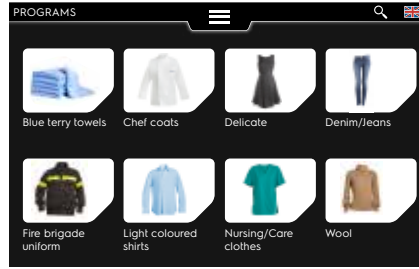 PROGRAMS
Blue terry towels
Chef coats
Delicate
Denim/Jeans
Fire brigade
uniform
Light coloured
shirts
Nursing/Care
clothes
Wool